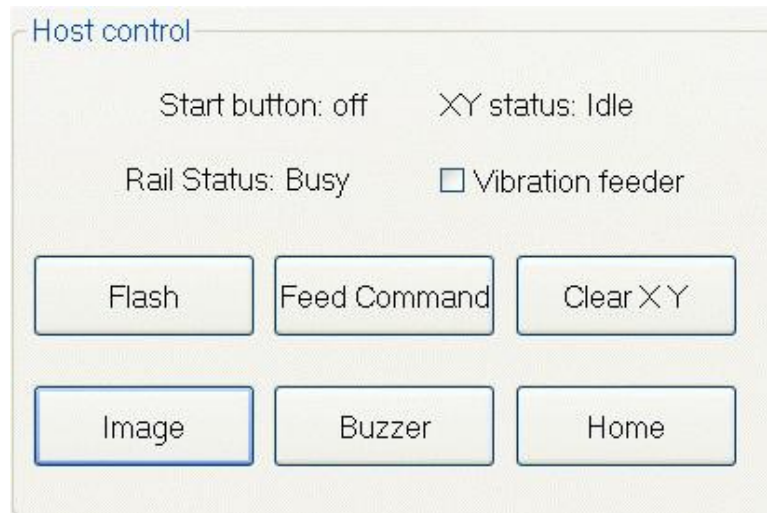 Host control
Start button: off XY status: Idle
Rail Status: Busy Vibration feeder
Flash Feed Command Clear X Y
Image Buzzer Home